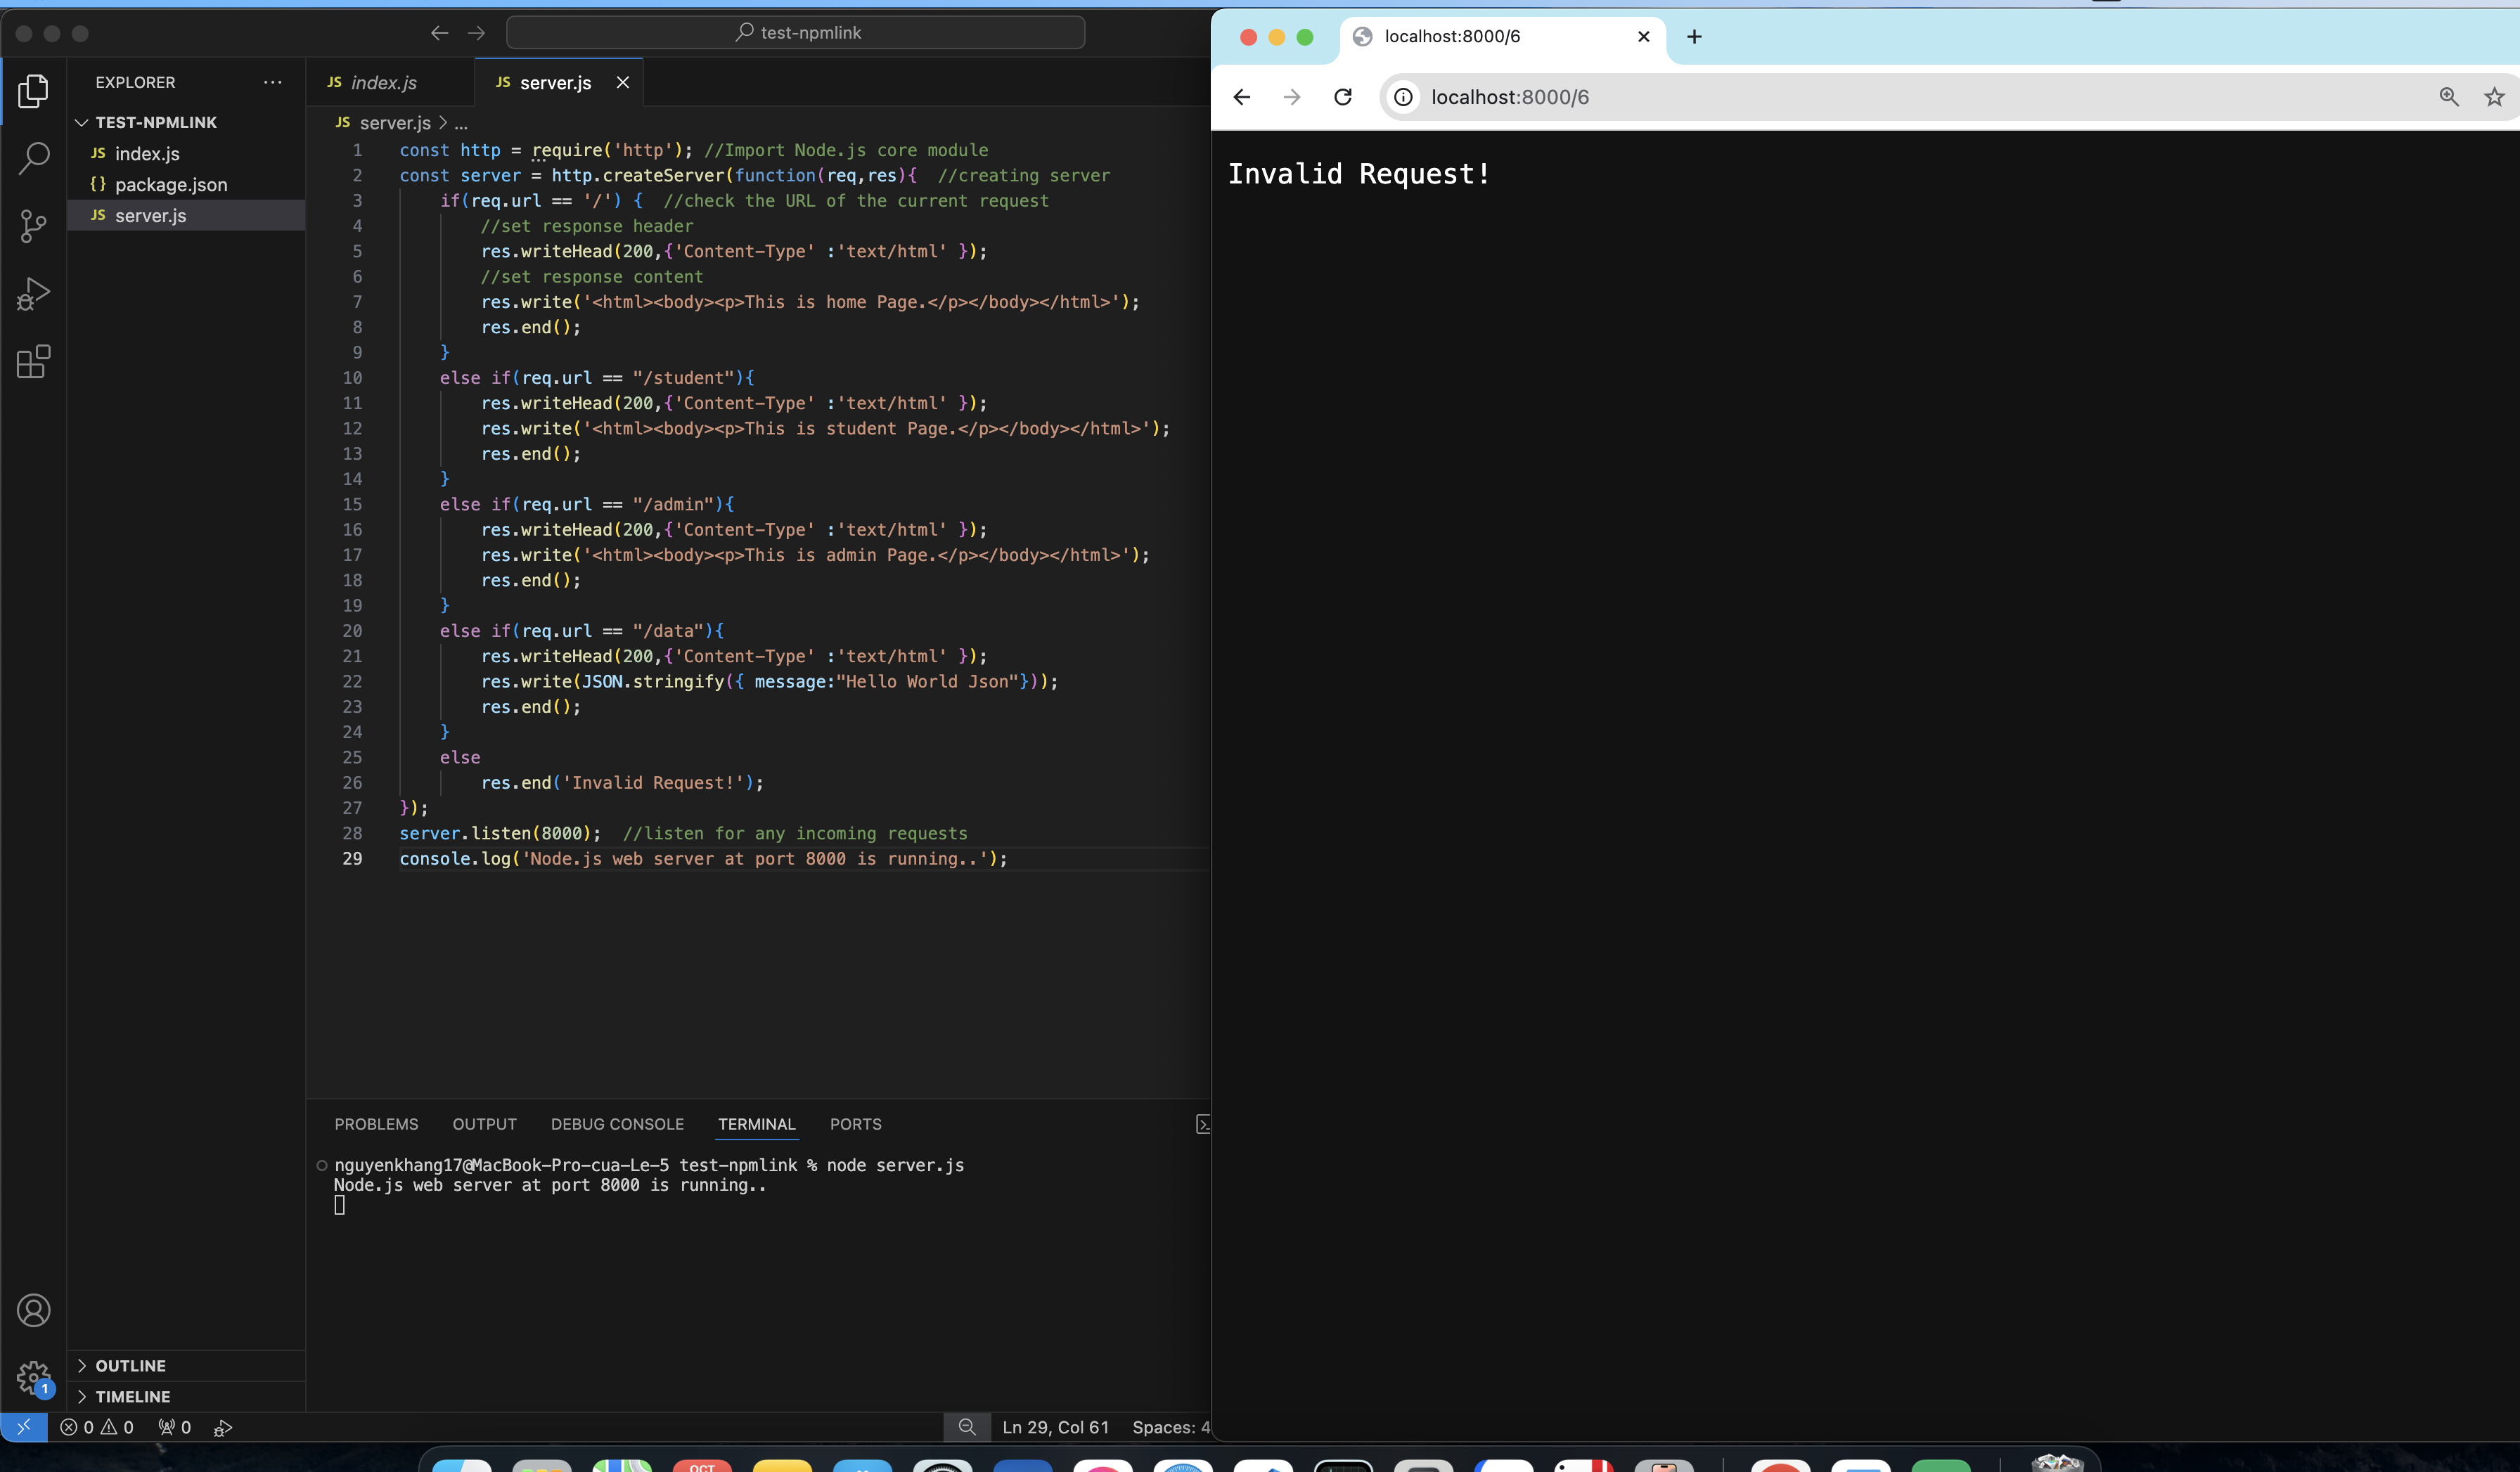 test-npmlink
EXPLORER
TEST-NPMLINK
JS index.js
{} package.json
JS server.js
JS index.js
JS server.js
JS server.js > ...
1 const http = require('http'); //Import Node.js core module
2 const server = http.createServer(function(req,res){  //creating server
3     if(req.url == '/') {  //check the URL of the current request
4         //set response header
5         res.writeHead(200,{'Content-Type' :'text/html' });
6         //set response content
7         res.write('<html><body><p>This is home Page.</p></body></html>');
8         res.end();
9     }
10     else if(req.url == "/student"){
11         res.writeHead(200,{'Content-Type' :'text/html' });
12         res.write('<html><body><p>This is student Page.</p></body></html>');
13         res.end();
14     }
15     else if(req.url == "/admin"){
16         res.writeHead(200,{'Content-Type' :'text/html' });
17         res.write('<html><body><p>This is admin Page.</p></body></html>');
18         res.end();
19     }
20     else if(req.url == "/data"){
21         res.writeHead(200,{'Content-Type' :'text/html' });
22         res.write(JSON.stringify({ message:"Hello World Json"}));
23         res.end();
24     }
25     else
26         res.end('Invalid Request!');
27 });
28 server.listen(8000);  //listen for any incoming requests
29 console.log('Node.js web server at port 8000 is running..');
PROBLEMS OUTPUT DEBUG CONSOLE TERMINAL PORTS
nguyenkhang17@MacBook-Pro-cua-Le-5 test-npmlink % node server.js
Node.js web server at port 8000 is running..
OUTLINE
TIMELINE
1
0 0 0
Ln 29, Col 61 Spaces: 4
localhost:8000/6
localhost:8000/6
Invalid Request!
OCT